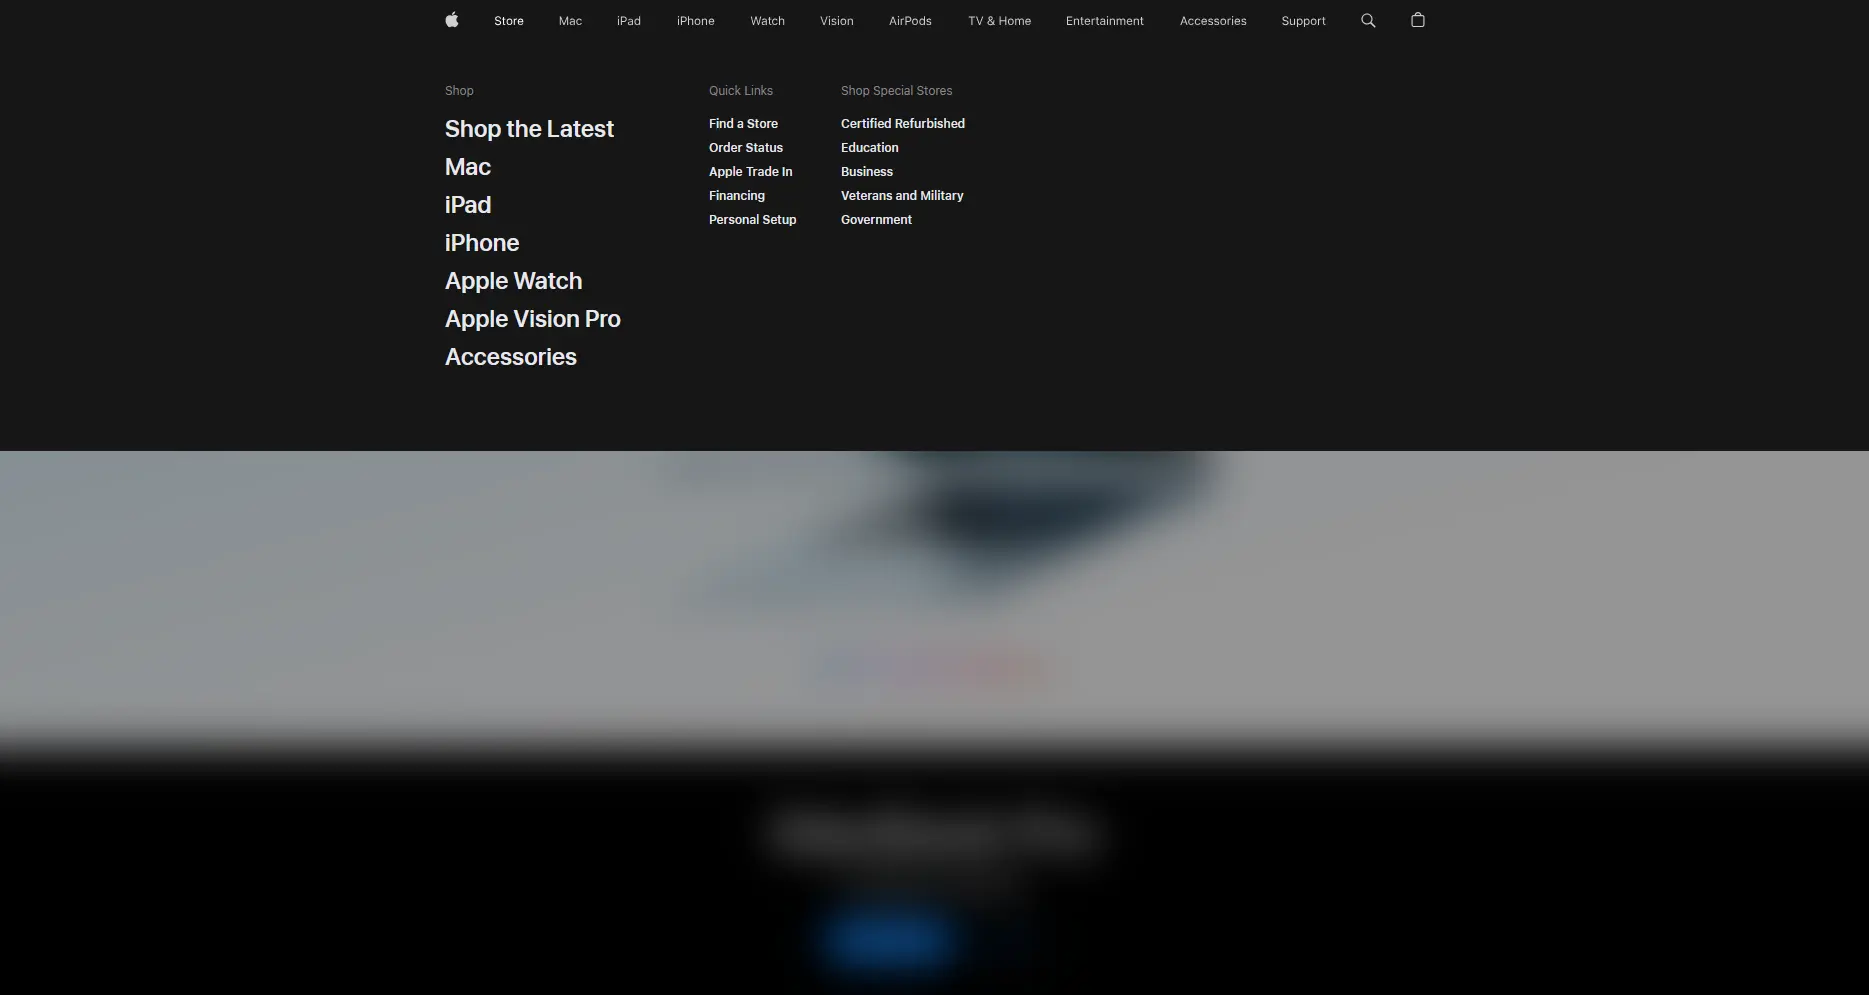 Store Mac iPad iPhone Watch Vision AirPods TV & Home Entertainment Accessories Support
Shop
Shop the Latest
Mac
iPad
iPhone
Apple Watch
Apple Vision Pro
Accessories
Quick Links
Find a Store
Order Status
Apple Trade In
Financing
Personal Setup
Shop Special Stores
Certified Refurbished
Education
Business
Veterans and Military
Government